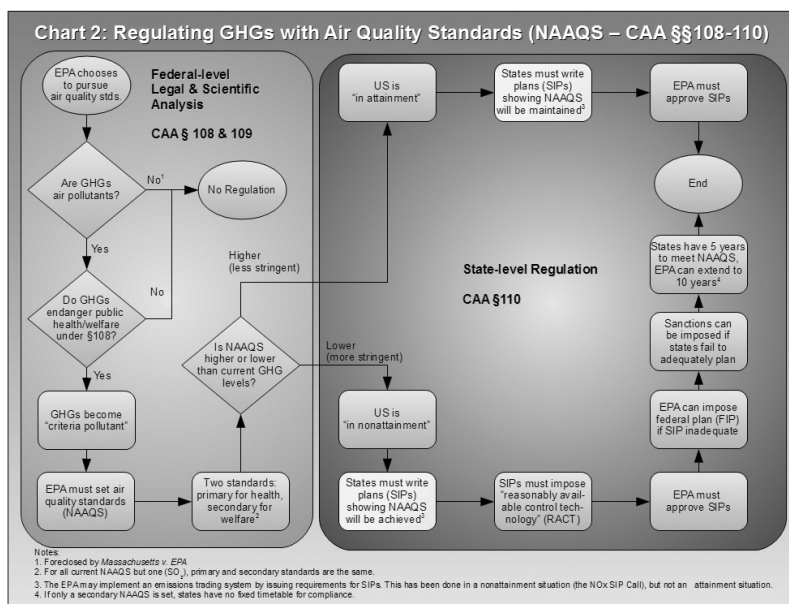 Chart 2: Regulating GHGs with Air Quality Standards (NAAQS – CAA §§108-110)
EPA chooses
to pursue
air quality stds.
Federal-level
Legal & Scientific
Analysis
CAA § 108 & 109
Are GHGs
air pollutants?
No¹
No Regulation
Yes
Do GHGs
endanger public
health/welfare
under §108?
No
Yes
GHGs become
“criteria pollutant”
EPA must set air
quality standards
(NAAQS)
Two standards:
primary for health,
secondary for
welfare²
Is NAAQS
higher or lower
than current GHG
levels?
Higher
(less stringent)
Lower
(more stringent)
US is
“in attainment”
States must write
plans (SIPs)
showing NAAQS
will be maintained³
EPA must
approve SIPs
End
State-level Regulation
CAA §110
US is
“in nonattainment”
States must write
plans (SIPs)
showing NAAQS
will be achieved³
SIPs must impose
“reasonably avail-
able control tech-
nology” (RACT)
EPA must
approve SIPs
EPA can impose
federal plan (FIP)
if SIP inadequate
Sanctions can
be imposed if
states fail to
adequately plan
States have 5 years
to meet NAAQS,
EPA can extend to
10 years⁴
Notes:
1. Foreclosed by Massachusetts v. EPA
2. For all current NAAQS but one (SO₂), primary and secondary standards are the same.
3. The EPA may implement an emissions trading system by issuing requirements for SIPs. This has been done in a nonattainment situation (the NOx SIP Call), but not an attainment situation.
4. If only a secondary NAAQS is set, states have no fixed timetable for compliance.